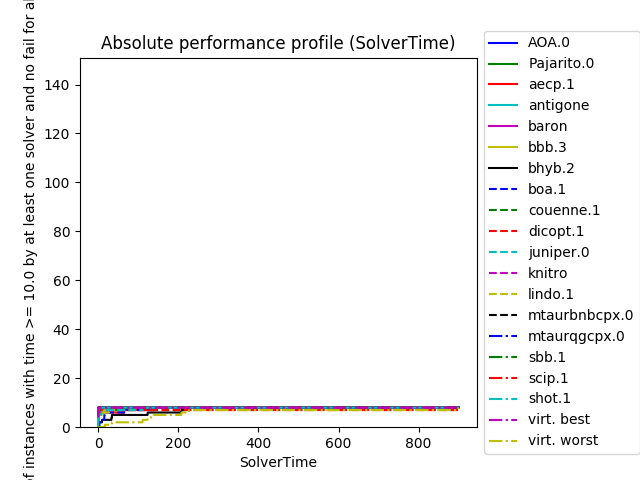 Absolute performance profile (SolverTime)
of instances with time >= 10.0 by at least one solver and no fail for
140
120
100
80
60
40
20
0
0 200 400 600 800
SolverTime
AOA.0
Pajarito.0
aecp.1
antigone
baron
bbb.3
bhyb.2
boa.1
couenne.1
dicopt.1
juniper.0
knitro
lindo.1
mtaurbnbcpx.0
mtaurqgcpx.0
sbb.1
scip.1
shot.1
virt. best
virt. worst